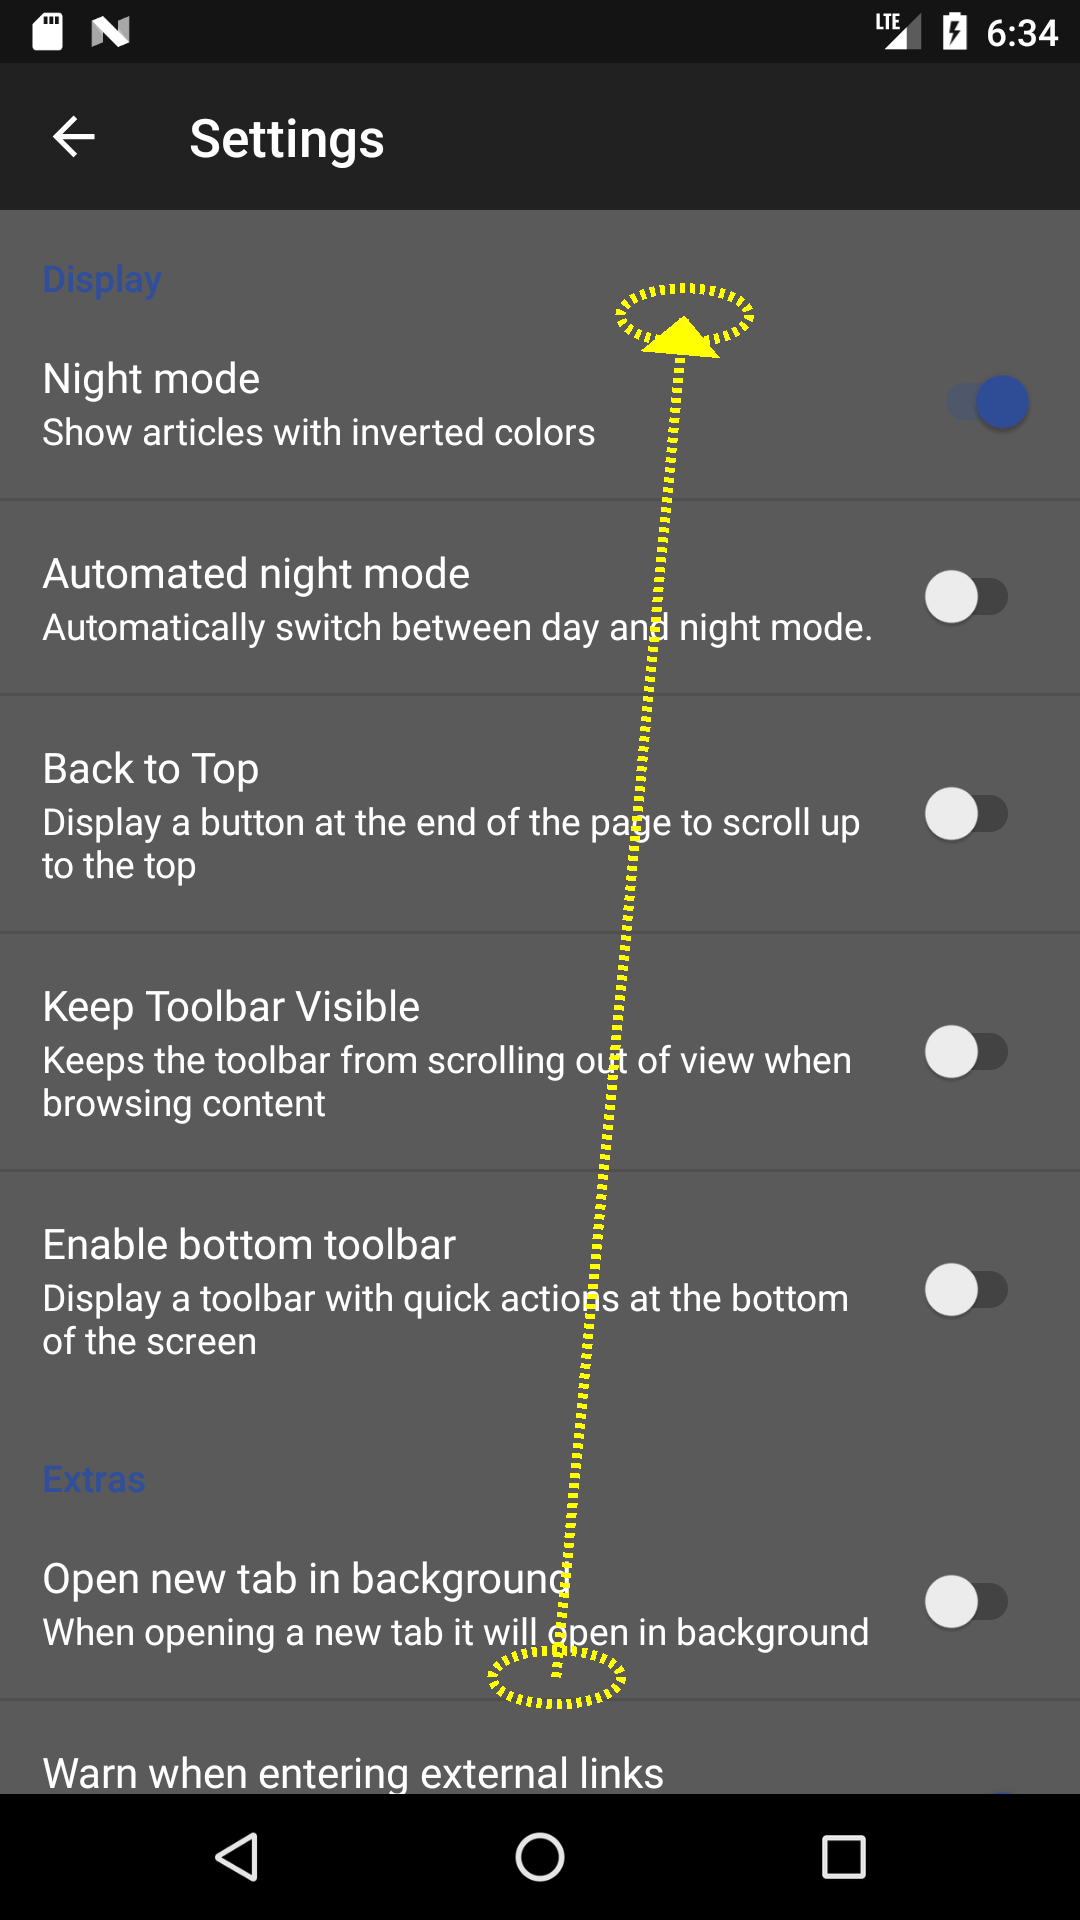 LTE 6:34
Settings
Display
Night mode
Show articles with inverted colors
Automated night mode
Automatically switch between day and night mode.
Back to Top
Display a button at the end of the page to scroll up
to the top
Keep Toolbar Visible
Keeps the toolbar from scrolling out of view when
browsing content
Enable bottom toolbar
Display a toolbar with quick actions at the bottom
of the screen
Extras
Open new tab in background
When opening a new tab it will open in background
Warn when entering external links